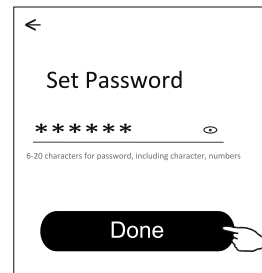 Set Password
******
6-20 characters for password, including character, numbers
Done